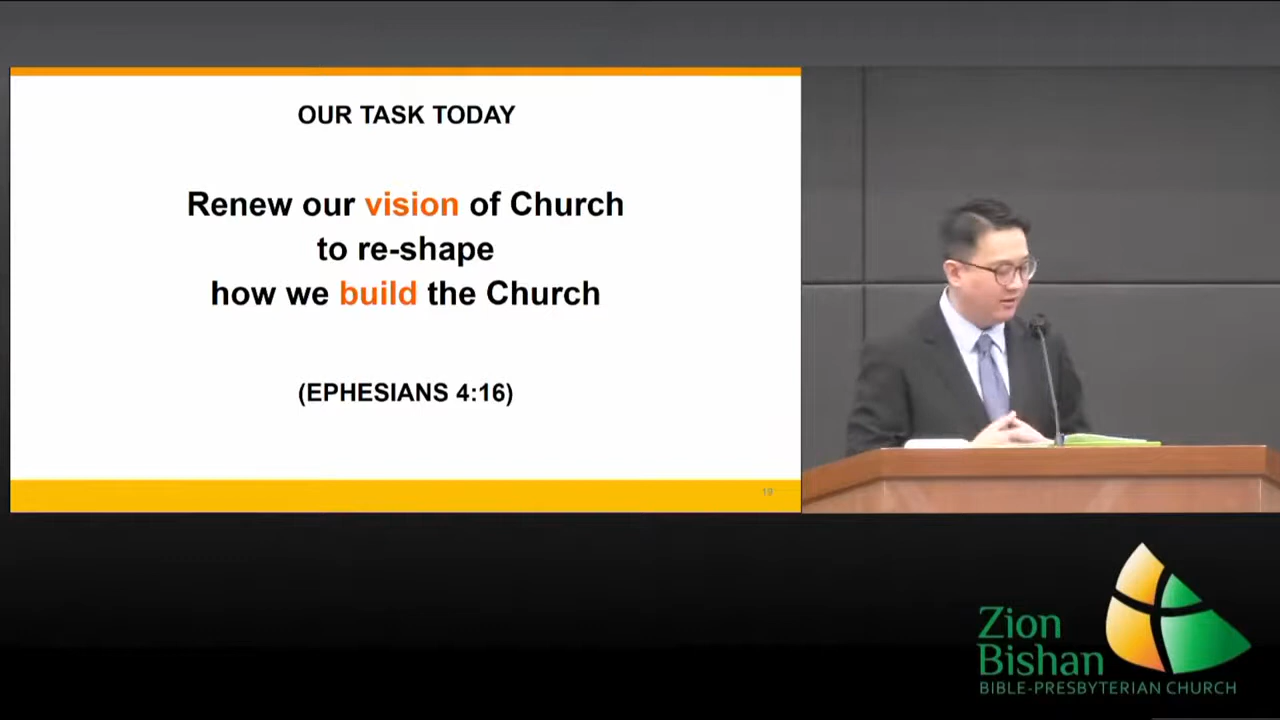 OUR TASK TODAY
Renew our vision of Church
to re-shape
how we build the Church
(EPHESIANS 4:16)
19
Zion
Bishan
BIBLE-PRESBYTERIAN CHURCH